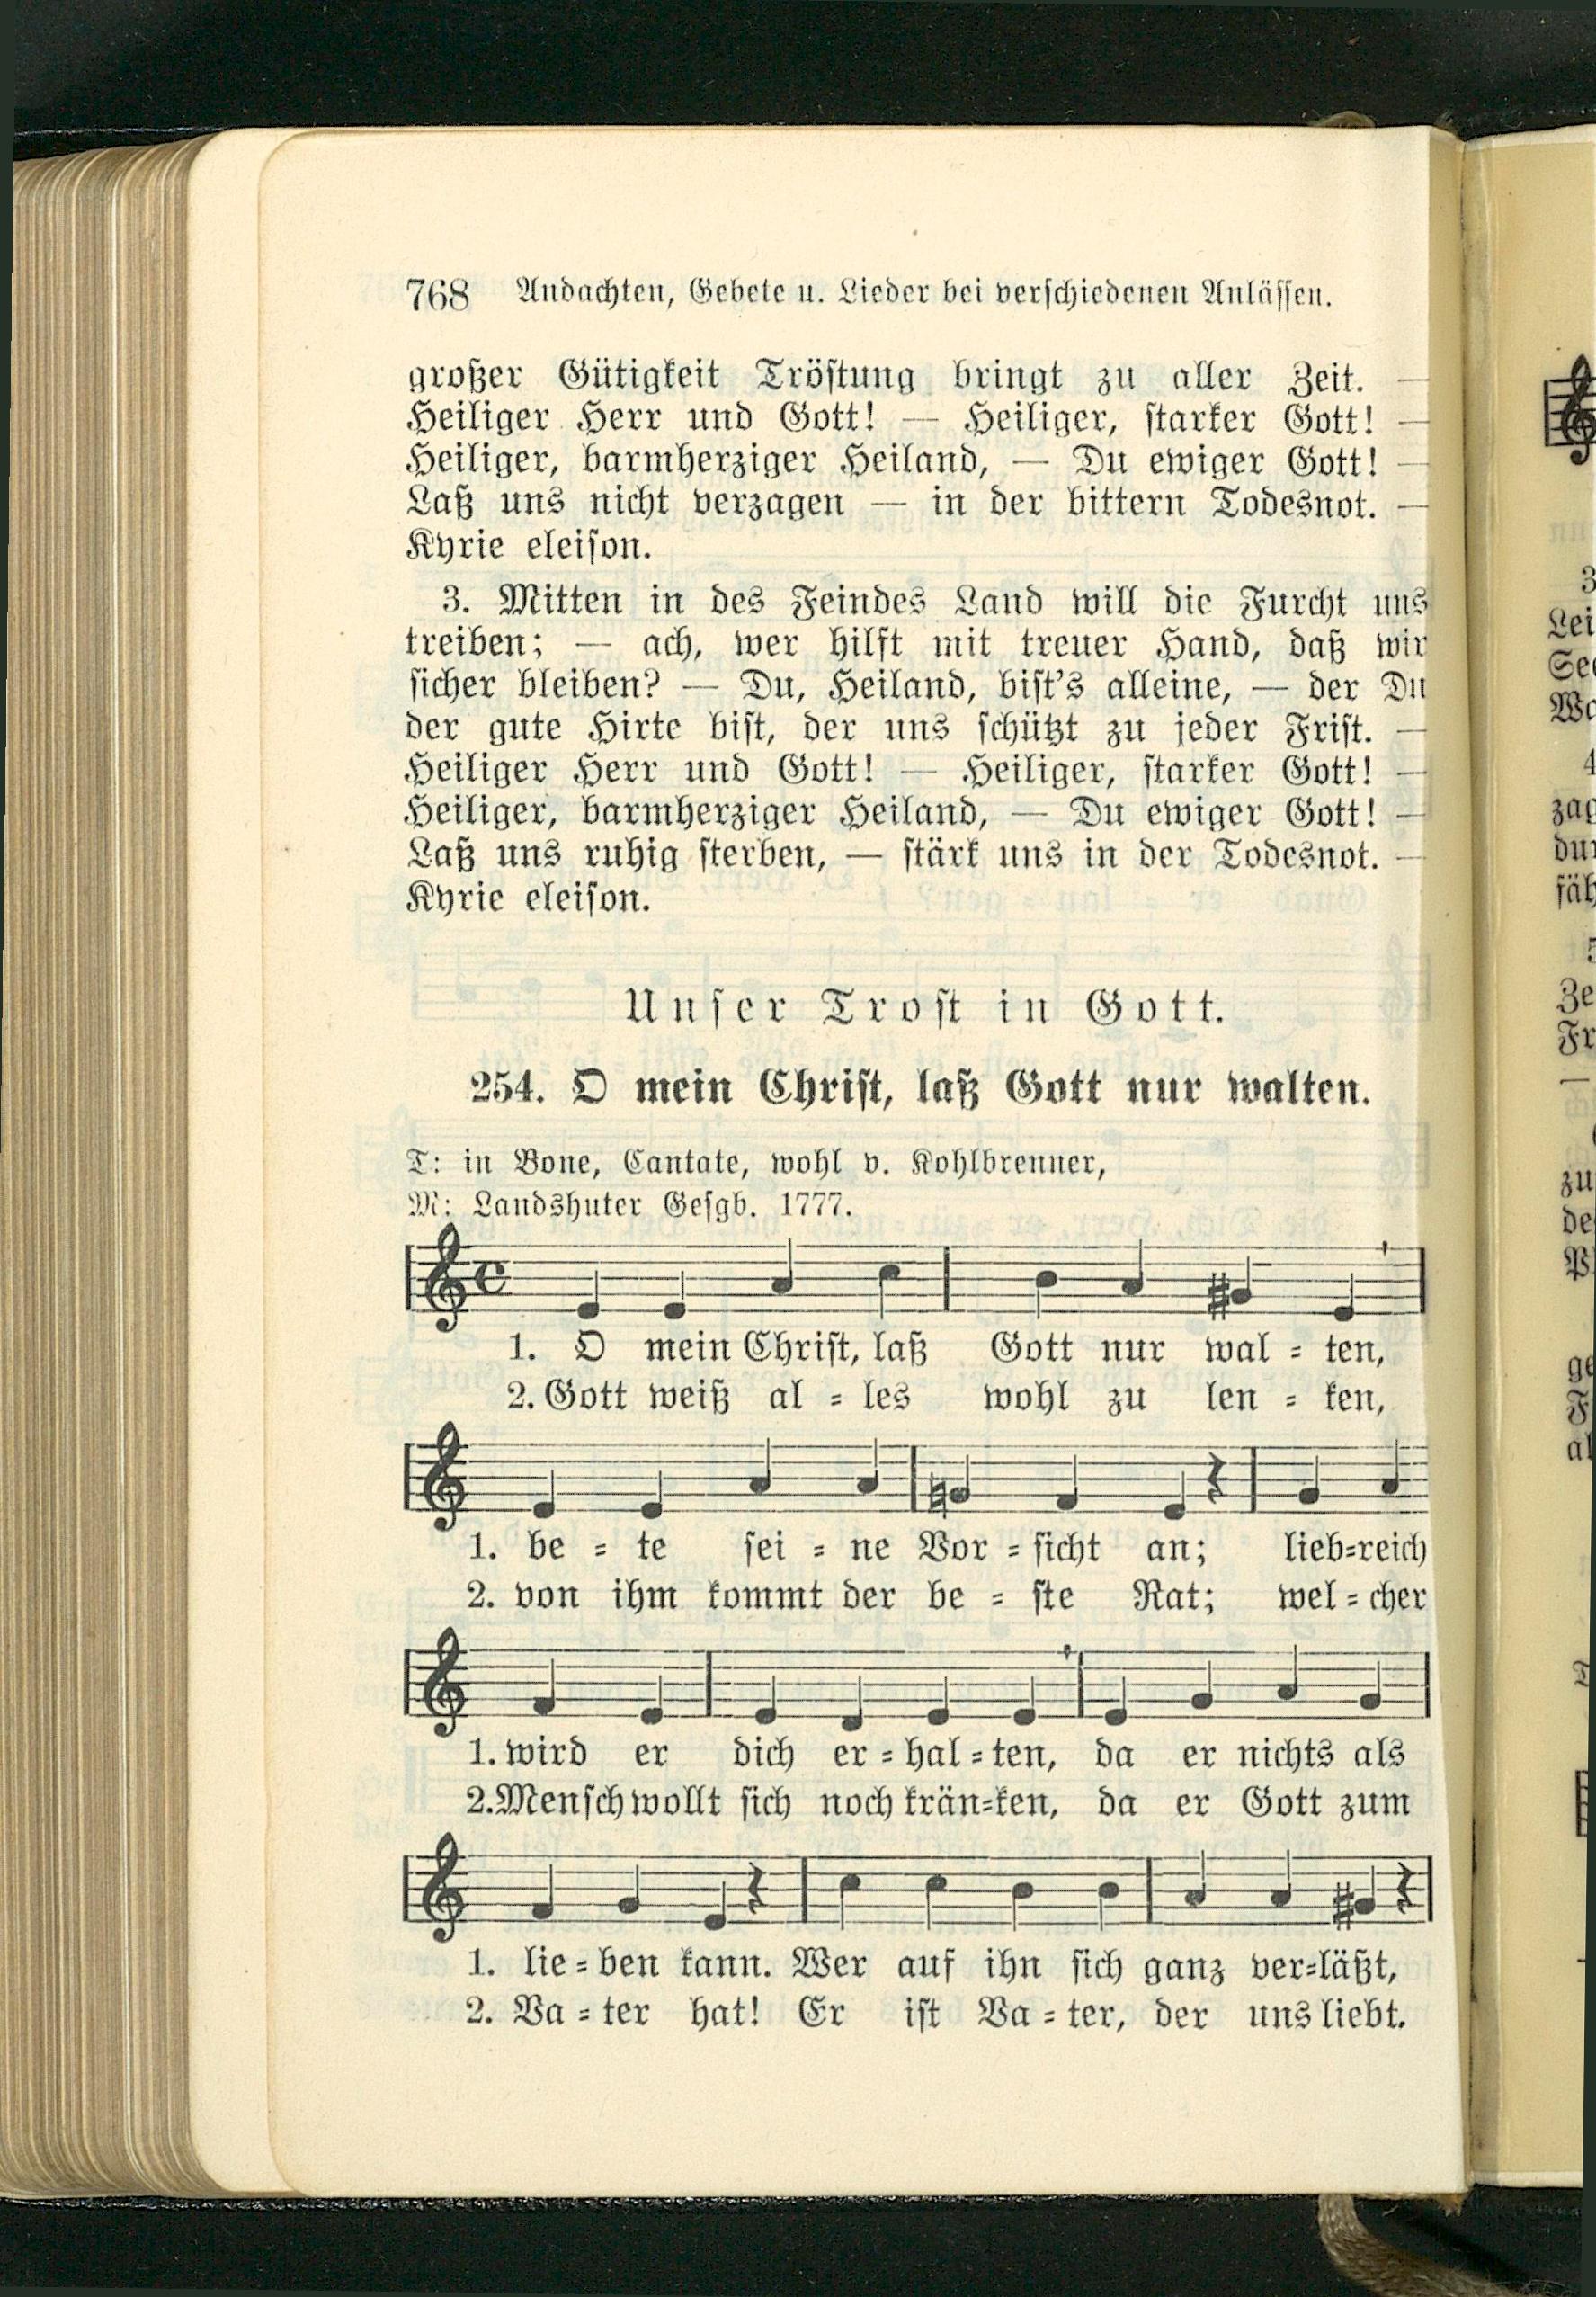 768 Andachten, Gebete u. Lieder bei verschiedenen Anlässen.
großer Gütigkeit Tröstung bringt zu aller Zeit. —
Heiliger Herr und Gott! — Heiliger, starker Gott! —
Heiliger, barmherziger Heiland, — Du ewiger Gott! —
Laß uns nicht verzagen — in der bittern Todesnot. —
Kyrie eleison.
3. Mitten in des Feindes Land will die Furcht uns
treiben; — ach, wer hilft mit treuer Hand, daß wir
sicher bleiben? — Du, Heiland, bist's alleine, — der Du
der gute Hirte bist, der uns schützt zu jeder Frist. —
Heiliger Herr und Gott! — Heiliger, starker Gott! —
Heiliger, barmherziger Heiland, — Du ewiger Gott! —
Laß uns ruhig sterben, — stärk uns in der Todesnot. —
Kyrie eleison.
Unser Trost in Gott.
254. O mein Christ, laß Gott nur walten.
T: in Bone, Cantate, wohl v. Kohlbrenner,
M: Landshuter Gesgb. 1777.
1. O mein Christ, laß Gott nur wal = ten,
2. Gott weiß al = les wohl zu len = ken,
1. be = te sei = ne Vor = sicht an; lieb=reich
2. von ihm kommt der be = ste Rat; wel = cher
1. wird er dich er = hal = ten, da er nichts als
2. Mensch wollt sich noch krän=ken, da er Gott zum
1. lie = ben kann. Wer auf ihn sich ganz ver=läßt,
2. Va = ter hat! Er ist Va = ter, der uns liebt.